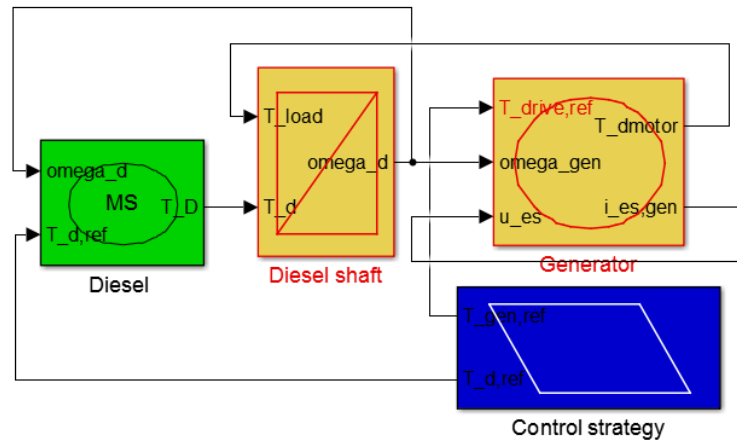 omega_d
MS
T_D
T_d,ref
Diesel
T_load
omega_d
T_d
Diesel shaft
T_drive,ref
T_dmotor
omega_gen
u_es
i_es,gen
Generator
T_gen,ref
T_d,ref
Control strategy